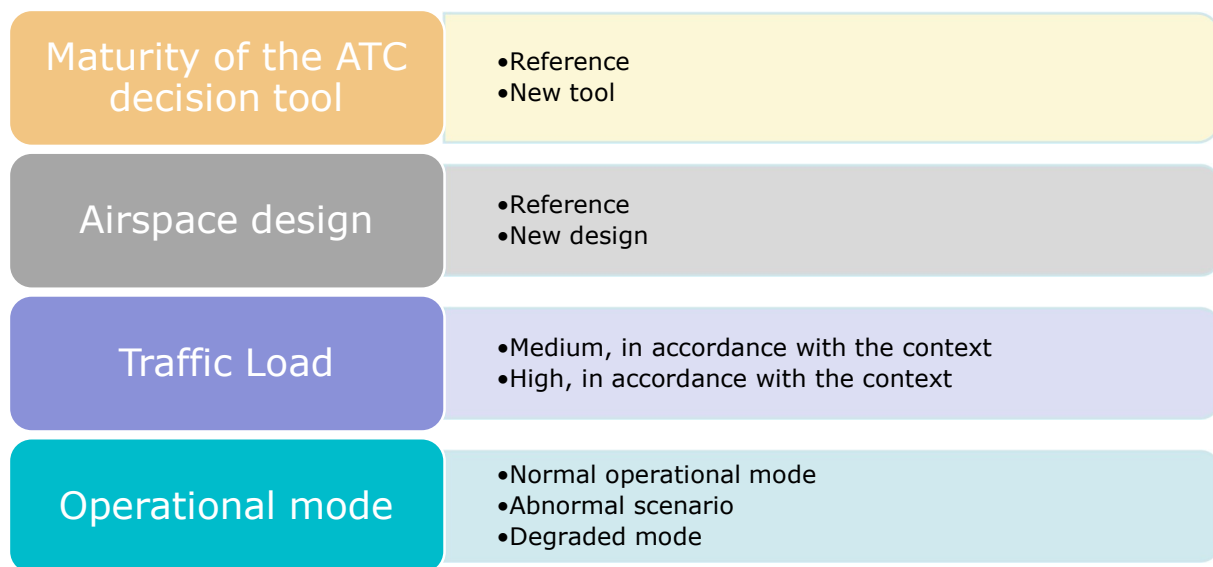 Maturity of the ATC
decision tool
•Reference
•New tool
Airspace design
•Reference
•New design
Traffic Load
•Medium, in accordance with the context
•High, in accordance with the context
Operational mode
•Normal operational mode
•Abnormal scenario
•Degraded mode